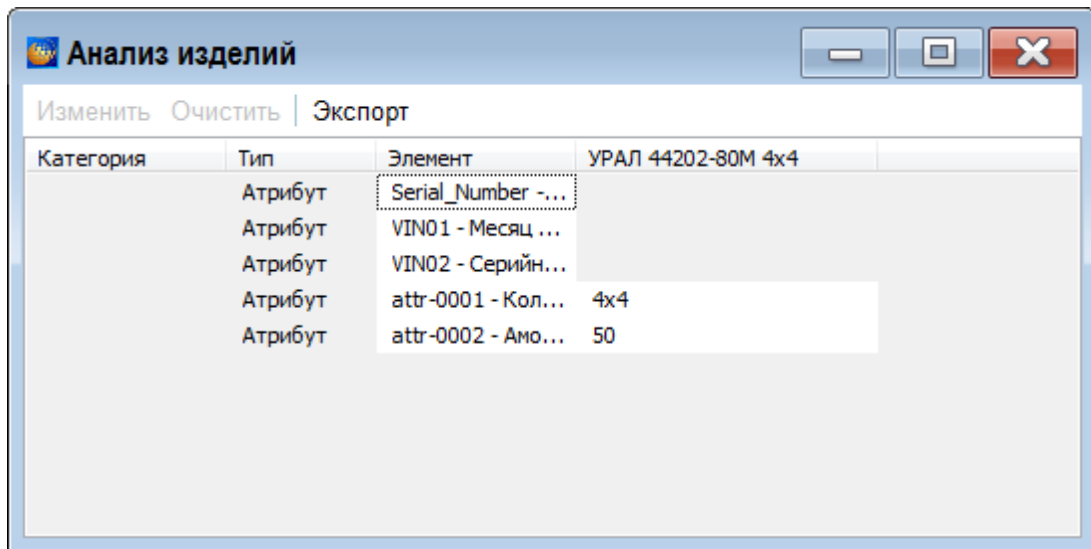 Анализ изделий
Изменить Очистить Экспорт
Категория Тип Элемент УРАЛ 44202-80М 4x4
Атрибут Serial_Number -...
Атрибут VIN01 - Месяц ...
Атрибут VIN02 - Серийн...
Атрибут attr-0001 - Кол... 4x4
Атрибут attr-0002 - Амо... 50